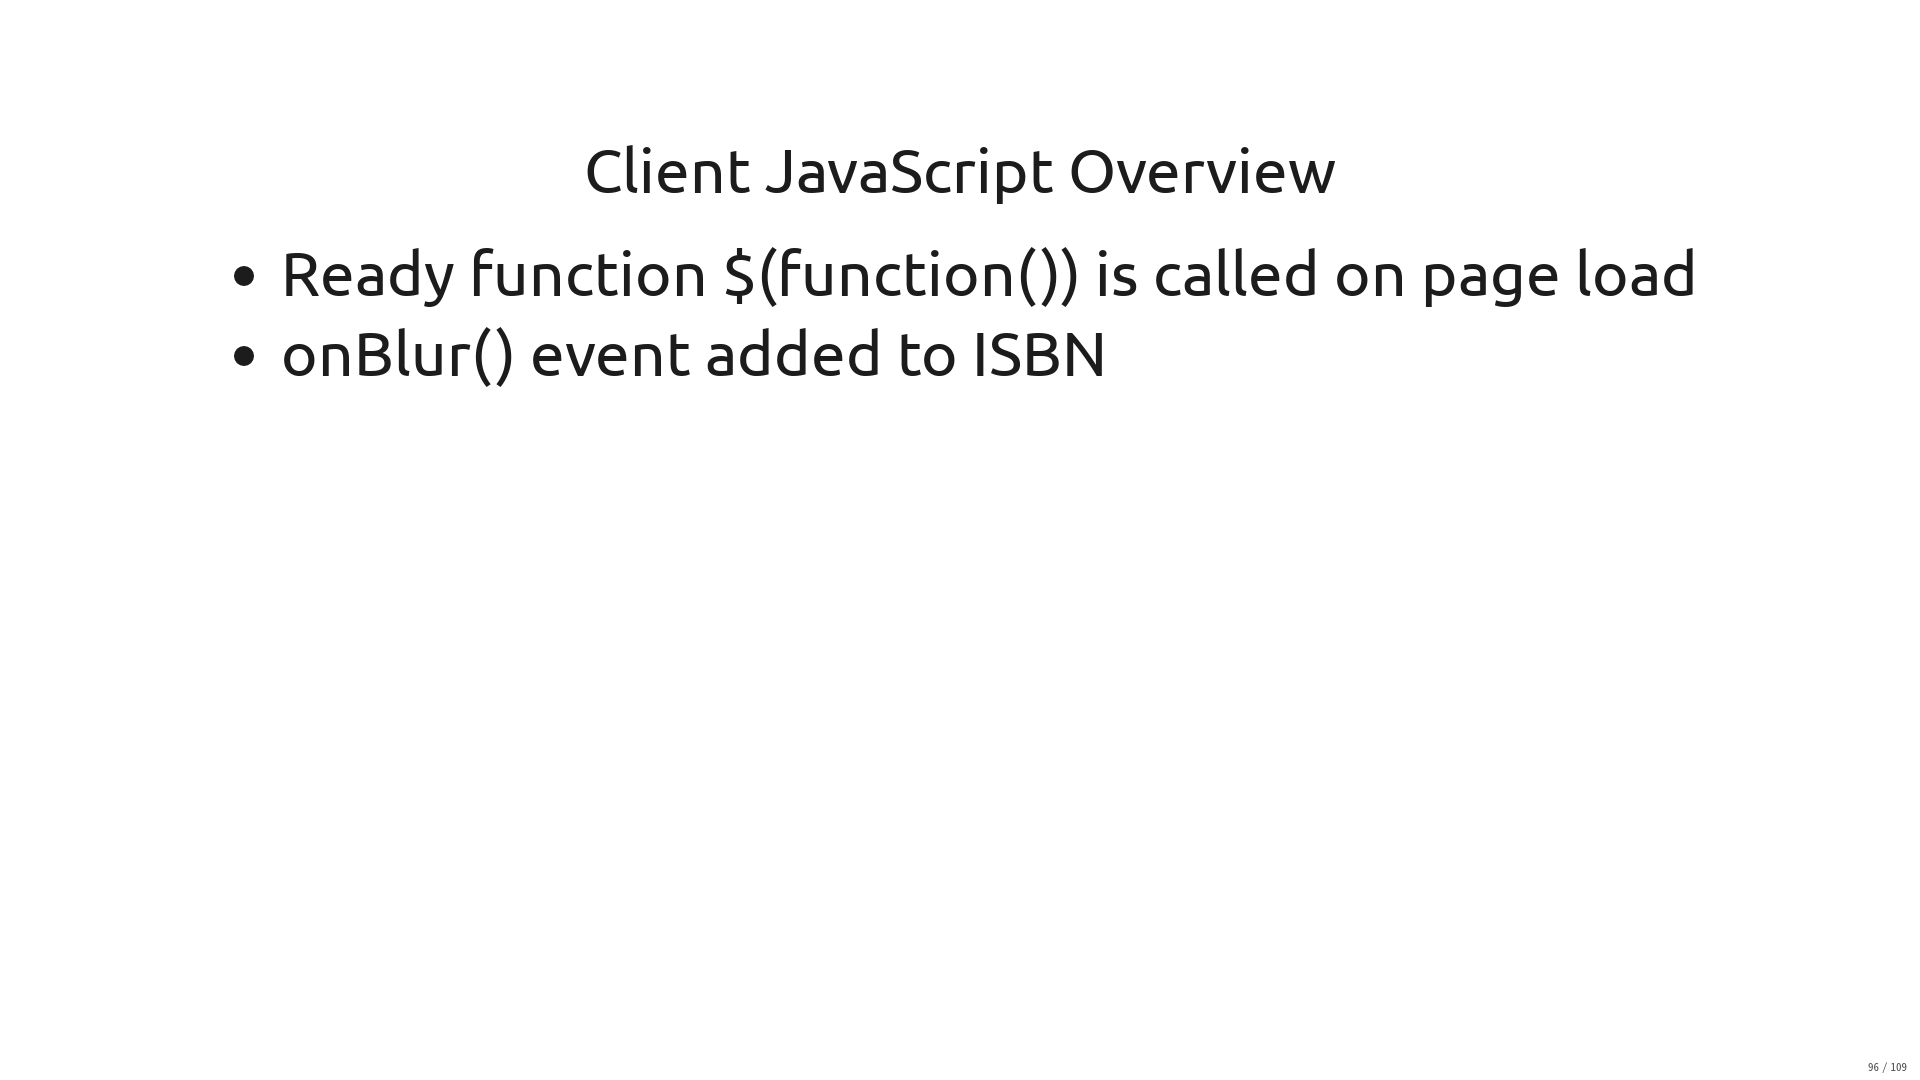 Client JavaScript Overview
• Ready function $(function()) is called on page load
• onBlur() event added to ISBN
96 / 109